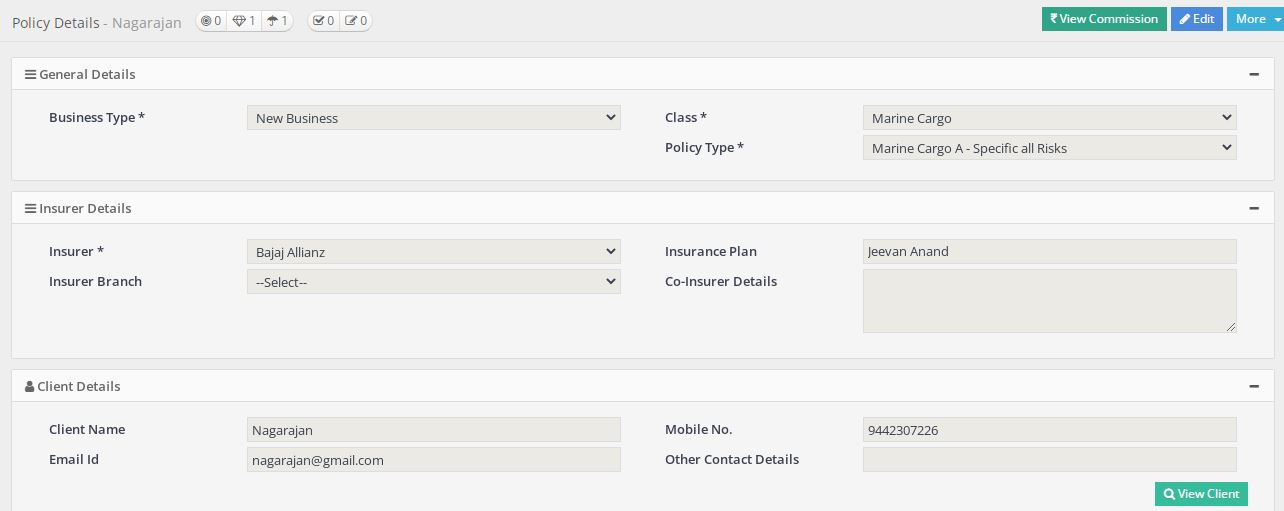 Policy Details - Nagarajan 0 1 1 0 0 ₹ View Commission Edit More
General Details
Business Type * New Business Class * Marine Cargo
Policy Type * Marine Cargo A - Specific all Risks
Insurer Details
Insurer * Bajaj Allianz Insurance Plan Jeevan Anand
Insurer Branch --Select-- Co-Insurer Details
Client Details
Client Name Nagarajan Mobile No. 9442307226
Email Id nagarajan@gmail.com Other Contact Details
View Client